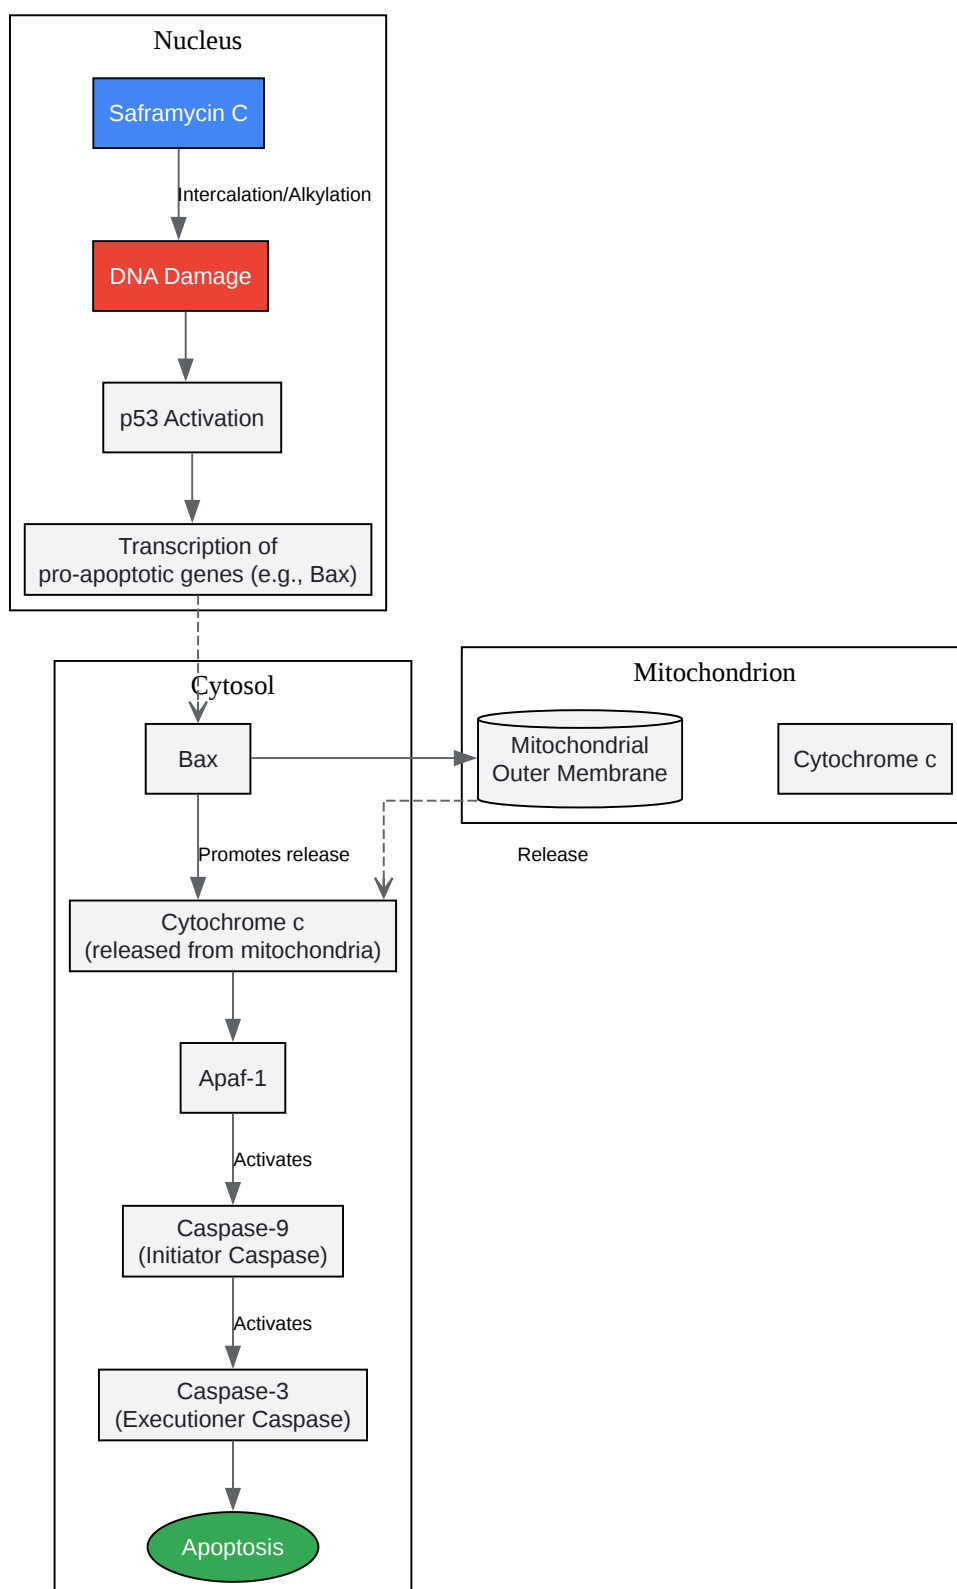 Nucleus
Saframycin C
Intercalation/Alkylation
DNA Damage
p53 Activation
Transcription of
pro-apoptotic genes (e.g., Bax)
Cytosol
Mitochondrion
Bax
Mitochondrial
Outer Membrane
Cytochrome c
Promotes release
Release
Cytochrome c
(released from mitochondria)
Apaf-1
Activates
Caspase-9
(Initiator Caspase)
Activates
Caspase-3
(Executioner Caspase)
Apoptosis